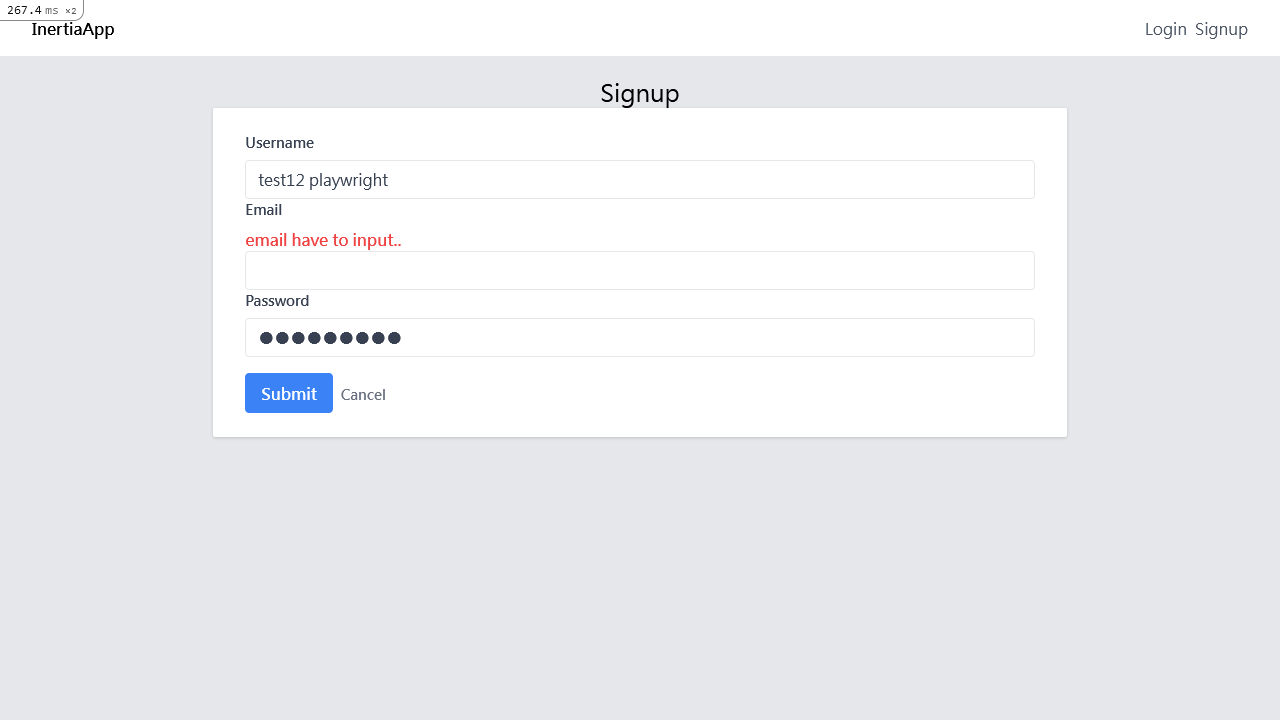 267.4 ms ×2
InertiaApp
Login Signup
Signup
Username
test12 playwright
Email
email have to input..
Password
●●●●●●●●●
Submit Cancel